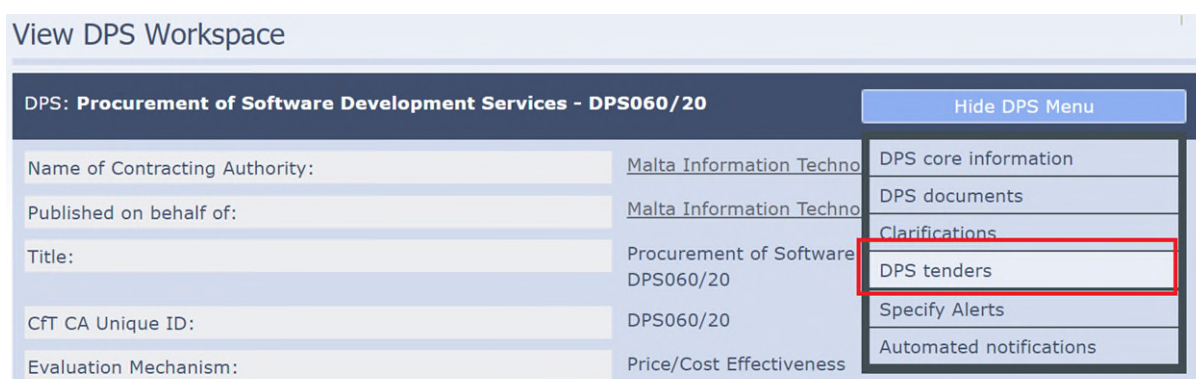 View DPS Workspace
DPS: Procurement of Software Development Services - DPS060/20
Hide DPS Menu
Name of Contracting Authority:
Malta Information Techno
Published on behalf of:
Malta Information Techno
Title:
Procurement of Software
DPS060/20
CfT CA Unique ID:
DPS060/20
Evaluation Mechanism:
Price/Cost Effectiveness
DPS core information
DPS documents
Clarifications
DPS tenders
Specify Alerts
Automated notifications